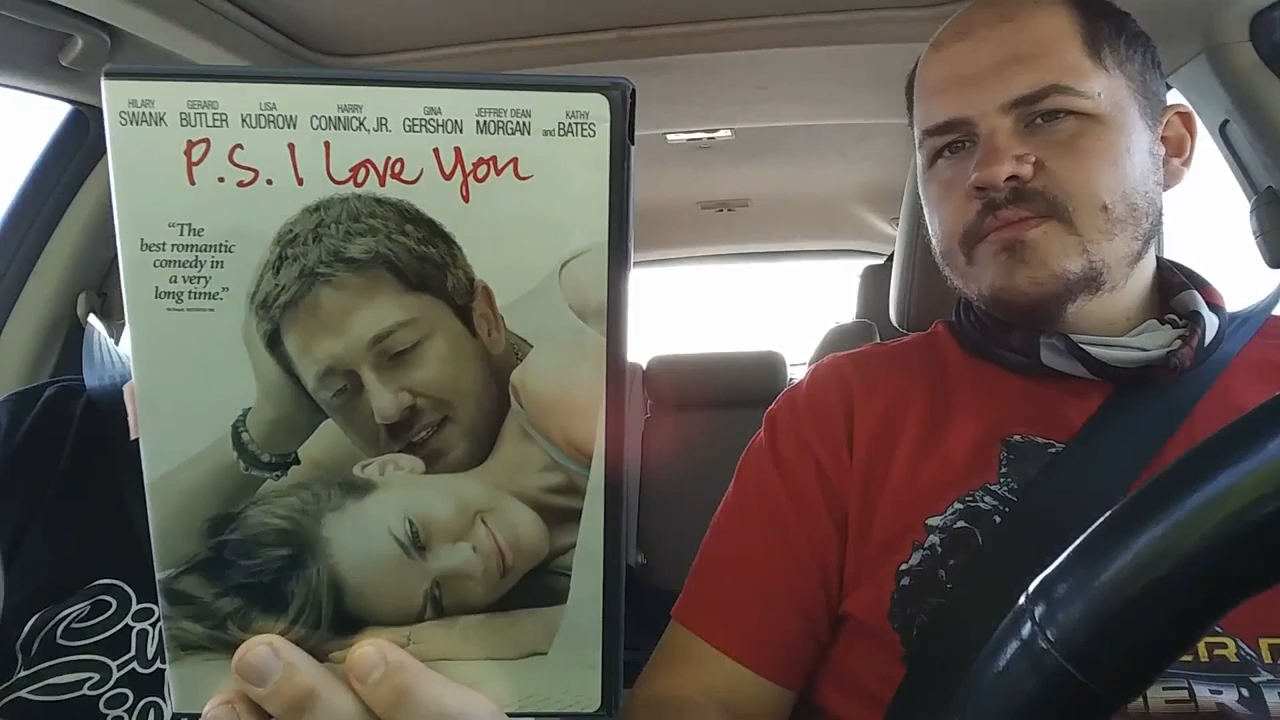 HILARY SWANK GERARD BUTLER LISA KUDROW HARRY CONNICK, JR. GINA GERSHON JEFFREY DEAN MORGAN and KATHY BATES
P.S. I Love You
“The
best romantic
comedy in
a very
long time.”